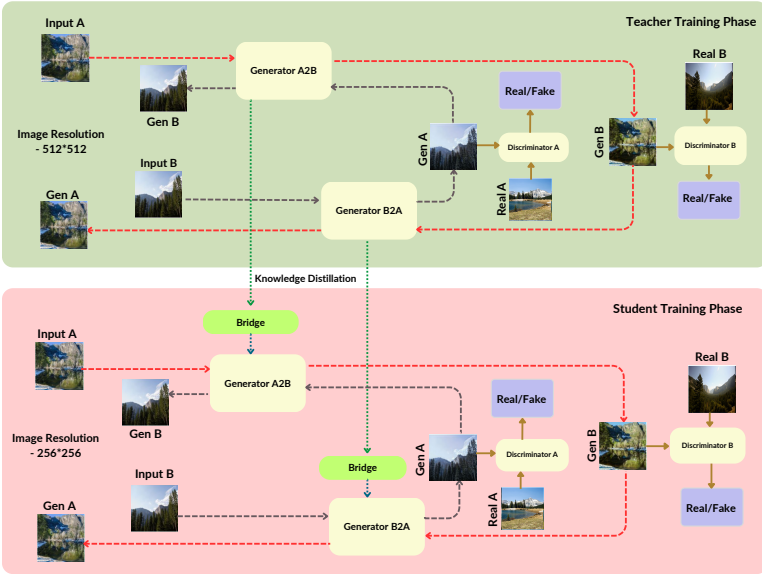 Teacher Training Phase
Input A
Generator A2B
Gen B
Real B
Real/Fake
Image Resolution
- 512*512
Gen A
Discriminator A
Gen B
Discriminator B
Input B
Real A
Real/Fake
Gen A
Generator B2A
Knowledge Distillation
Student Training Phase
Bridge
Input A
Generator A2B
Gen B
Real B
Real/Fake
Image Resolution
- 256*256
Gen A
Discriminator A
Gen B
Discriminator B
Bridge
Input B
Real A
Real/Fake
Gen A
Generator B2A